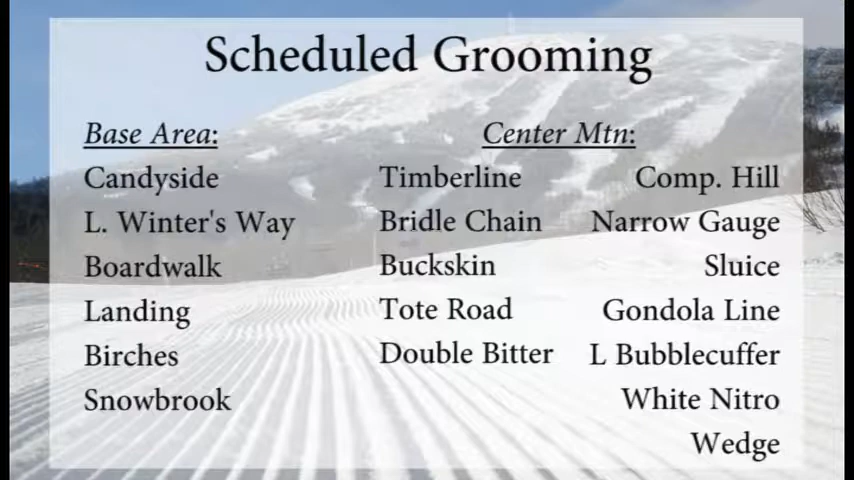 Scheduled Grooming
Base Area:
Candyside
L. Winter's Way
Boardwalk
Landing
Birches
Snowbrook
Center Mtn:
Timberline
Bridle Chain
Buckskin
Tote Road
Double Bitter
Comp. Hill
Narrow Gauge
Sluice
Gondola Line
L Bubblecuffer
White Nitro
Wedge